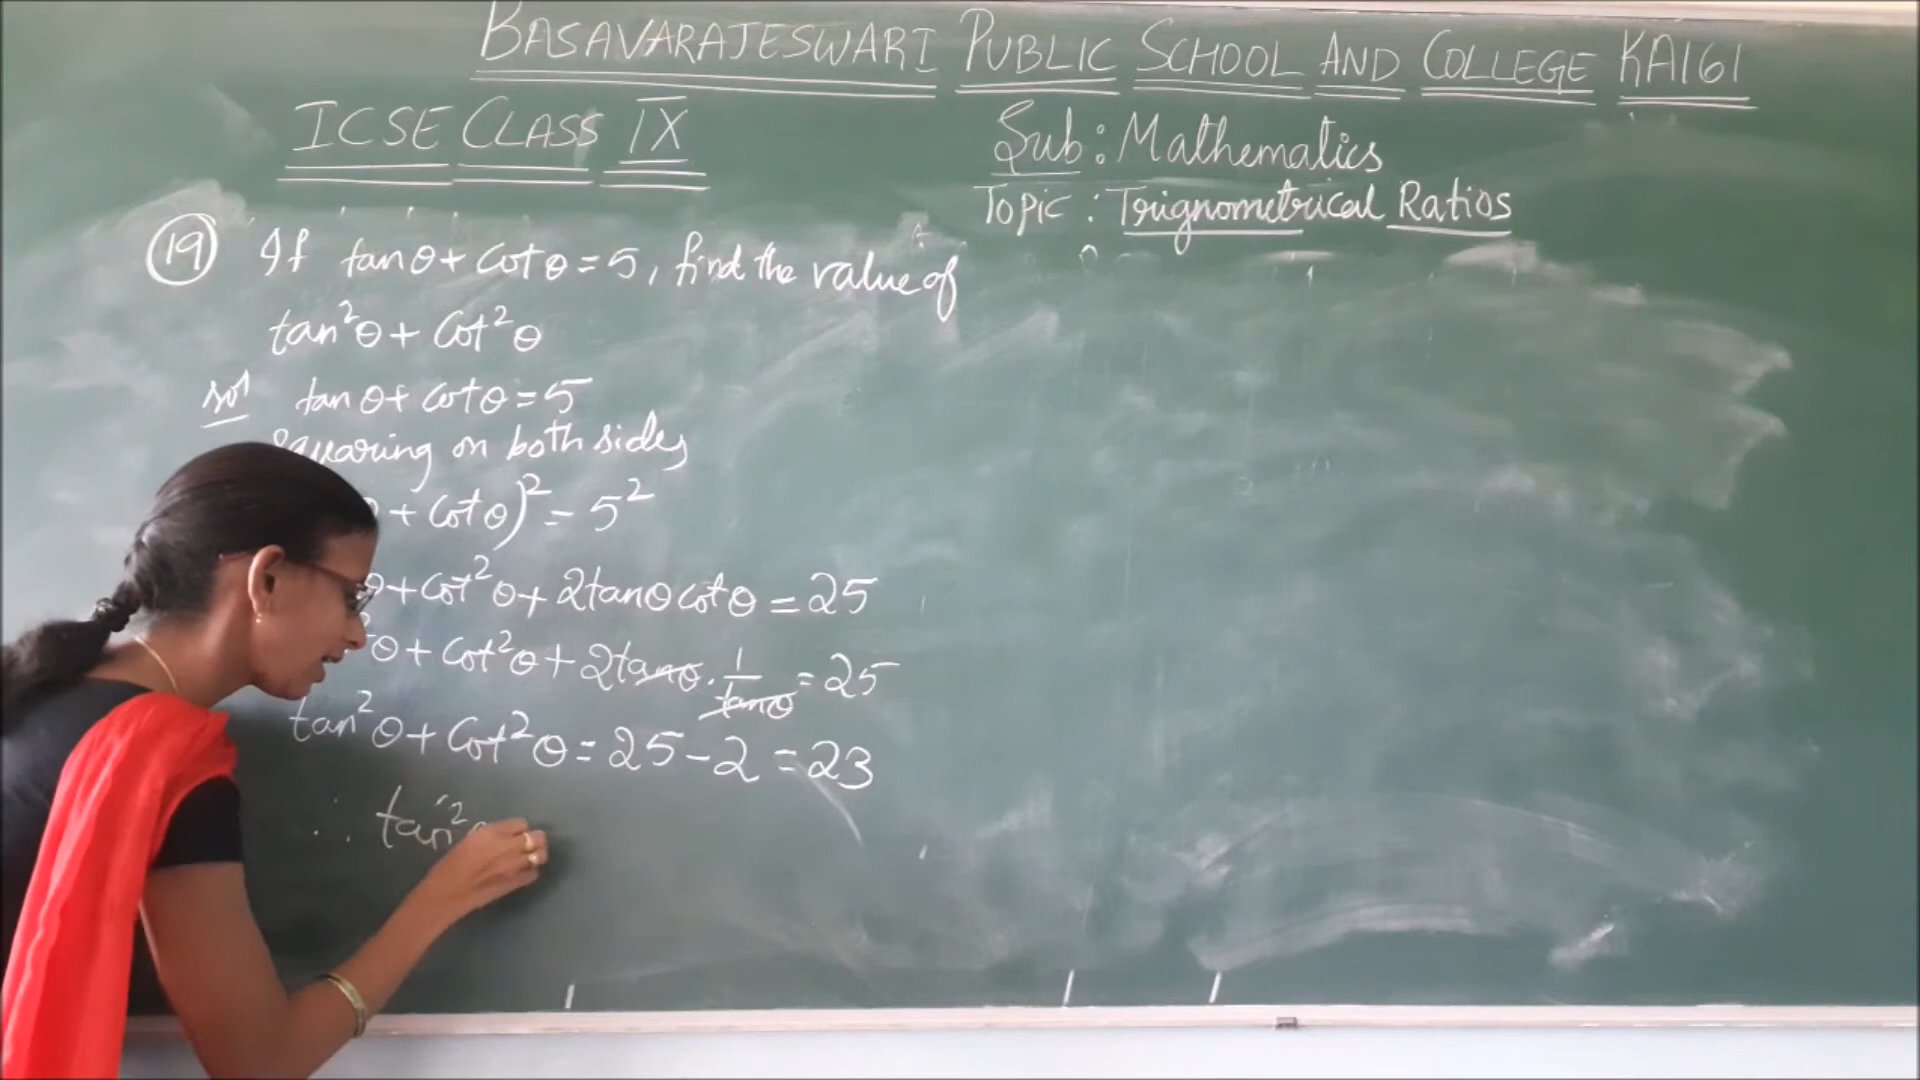 BASAVARAJESWARI PUBLIC SCHOOL AND COLLEGE KAIGI
ICSE CLASS IX
Sub: Mathematics
Topic: Trignometrical Ratios
19 If tanθ + cotθ = 5, find the value of
tan²θ + cot²θ
sol tanθ + cotθ = 5
Squaring on both sides
+ cotθ)² = 5²
θ + cot²θ + 2tanθ cotθ = 25
²θ + cot²θ + 2tanθ · 1/tanθ = 25
tan²θ + cot²θ = 25 - 2 = 23
∴ tan²